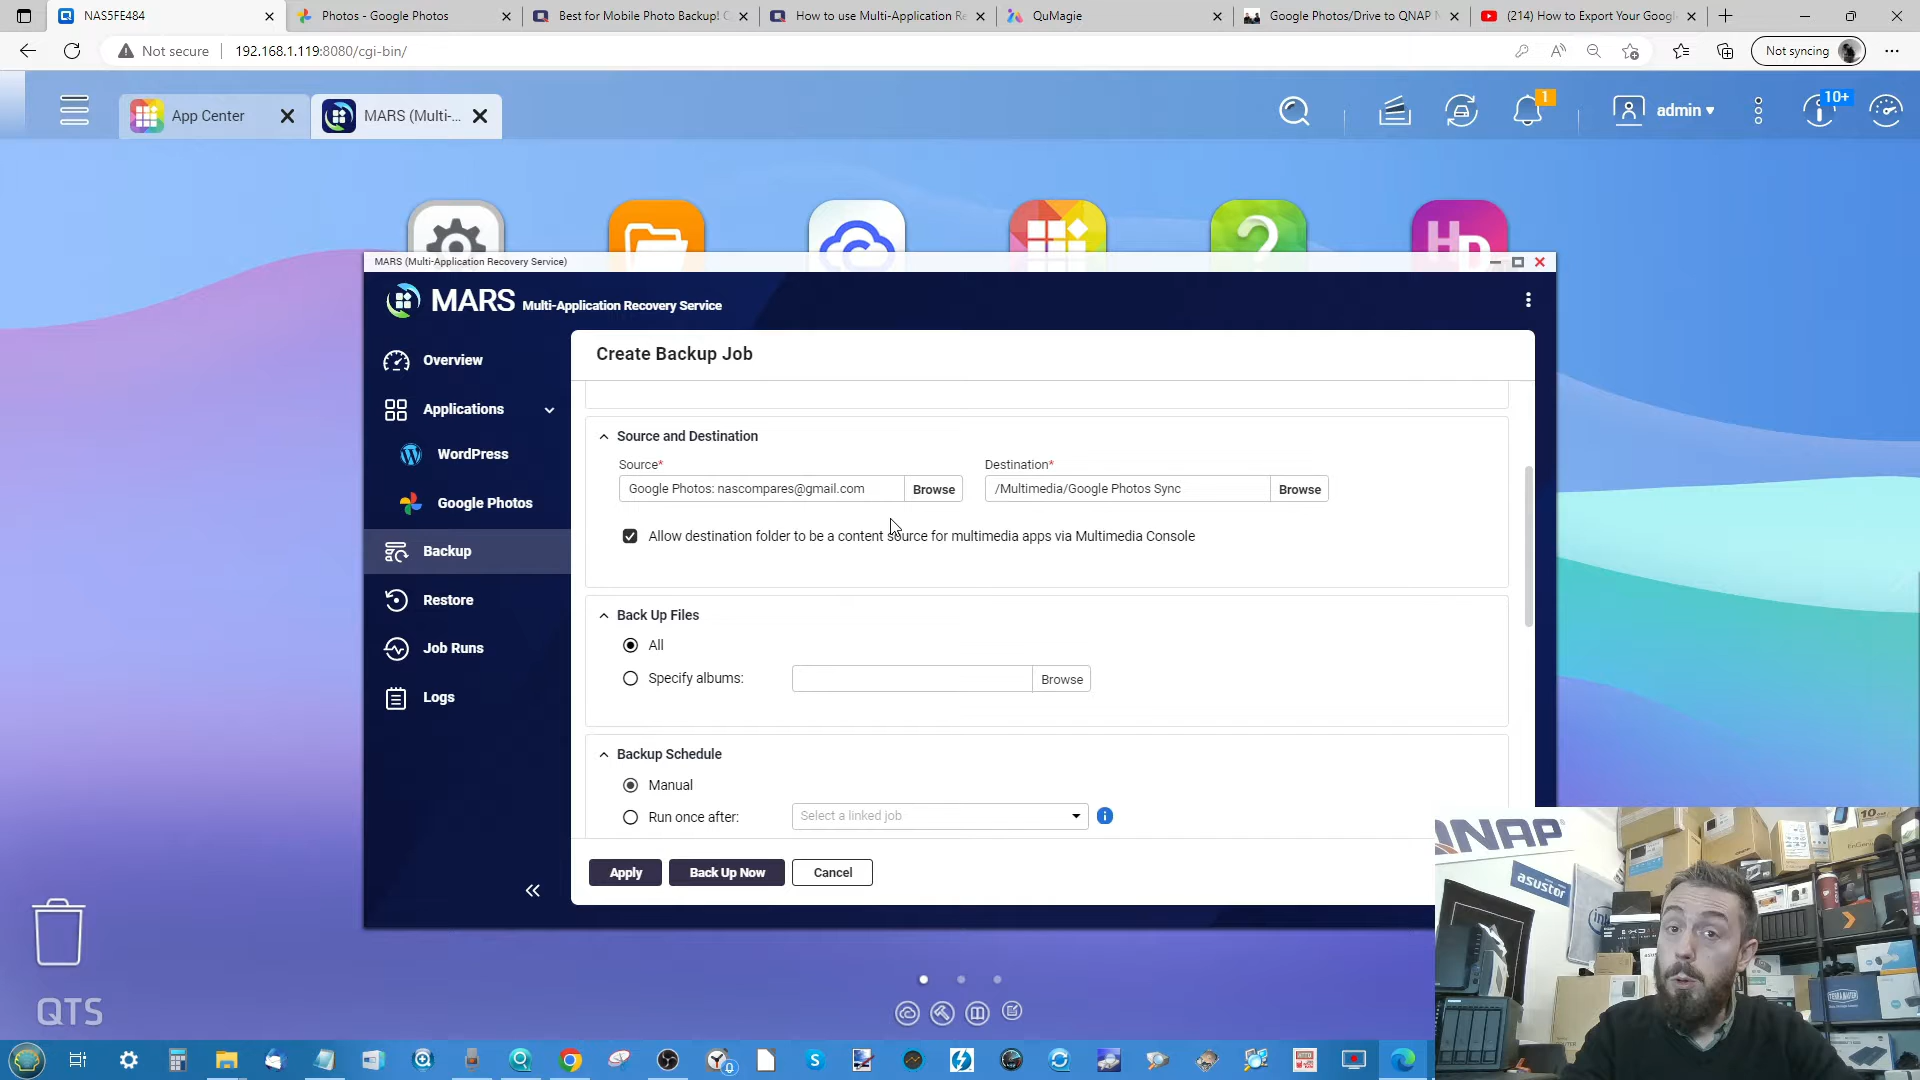 NAS5FE484
Photos - Google Photos
Best for Mobile Photo Backup! C
How to use Multi-Application Re
QuMagie
Google Photos/Drive to QNAP N
(214) How to Export Your Googl
Not secure
192.168.1.119:8080/cgi-bin/
Not syncing
App Center
MARS (Multi-...
1
admin
10+
MARS (Multi-Application Recovery Service)
MARS Multi-Application Recovery Service
Overview
Applications
WordPress
Google Photos
Backup
Restore
Job Runs
Logs
Create Backup Job
Source and Destination
Source*
Destination*
Google Photos: nascompares@gmail.com
Browse
/Multimedia/Google Photos Sync
Browse
Allow destination folder to be a content source for multimedia apps via Multimedia Console
Back Up Files
All
Specify albums:
Browse
Backup Schedule
Manual
Run once after:
Select a linked job
Apply
Back Up Now
Cancel
QTS
QNAP
asustor
intel